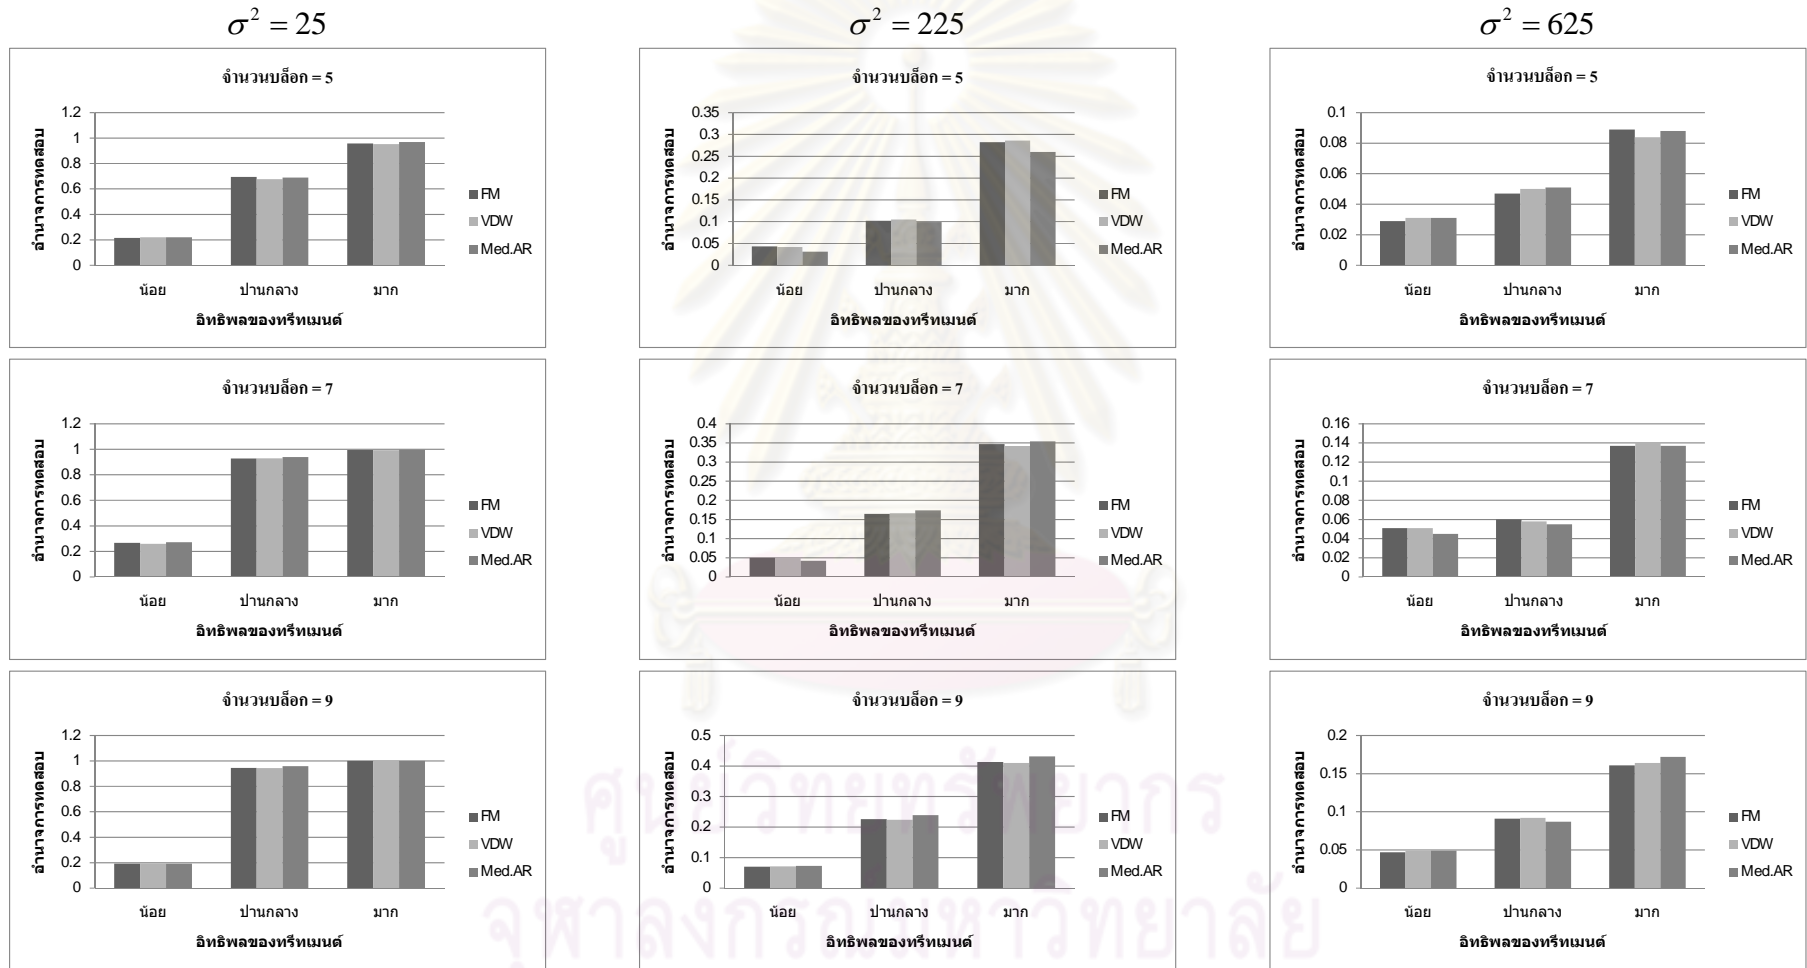 σ² = 25
จำนวนบล็อก = 5
อำนาจการทดสอบ
1.2
1
0.8
0.6
0.4
0.2
0
น้อย ปานกลาง มาก
อิทธิพลของทรีทเมนต์
FM
VDW
Med.AR
σ² = 225
จำนวนบล็อก = 5
อำนาจการทดสอบ
0.35
0.3
0.25
0.2
0.15
0.1
0.05
0
น้อย ปานกลาง มาก
อิทธิพลของทรีทเมนต์
FM
VDW
Med.AR
σ² = 625
จำนวนบล็อก = 5
อำนาจการทดสอบ
0.1
0.08
0.06
0.04
0.02
0
น้อย ปานกลาง มาก
อิทธิพลของทรีทเมนต์
FM
VDW
Med.AR
จำนวนบล็อก = 7
อำนาจการทดสอบ
1.2
1
0.8
0.6
0.4
0.2
0
น้อย ปานกลาง มาก
อิทธิพลของทรีทเมนต์
FM
VDW
Med.AR
จำนวนบล็อก = 7
อำนาจการทดสอบ
0.4
0.35
0.3
0.25
0.2
0.15
0.1
0.05
0
น้อย ปานกลาง มาก
อิทธิพลของทรีทเมนต์
FM
VDW
Med.AR
จำนวนบล็อก = 7
อำนาจการทดสอบ
0.16
0.14
0.12
0.1
0.08
0.06
0.04
0.02
0
น้อย ปานกลาง มาก
อิทธิพลของทรีทเมนต์
FM
VDW
Med.AR
จำนวนบล็อก = 9
อำนาจการทดสอบ
1.2
1
0.8
0.6
0.4
0.2
0
น้อย ปานกลาง มาก
อิทธิพลของทรีทเมนต์
FM
VDW
Med.AR
จำนวนบล็อก = 9
อำนาจการทดสอบ
0.5
0.4
0.3
0.2
0.1
0
น้อย ปานกลาง มาก
อิทธิพลของทรีทเมนต์
FM
VDW
Med.AR
จำนวนบล็อก = 9
อำนาจการทดสอบ
0.2
0.15
0.1
0.05
0
น้อย ปานกลาง มาก
อิทธิพลของทรีทเมนต์
FM
VDW
Med.AR
ศูนย์วิทยทรัพยากร
จุฬาลงกรณ์มหาวิทยาลัย